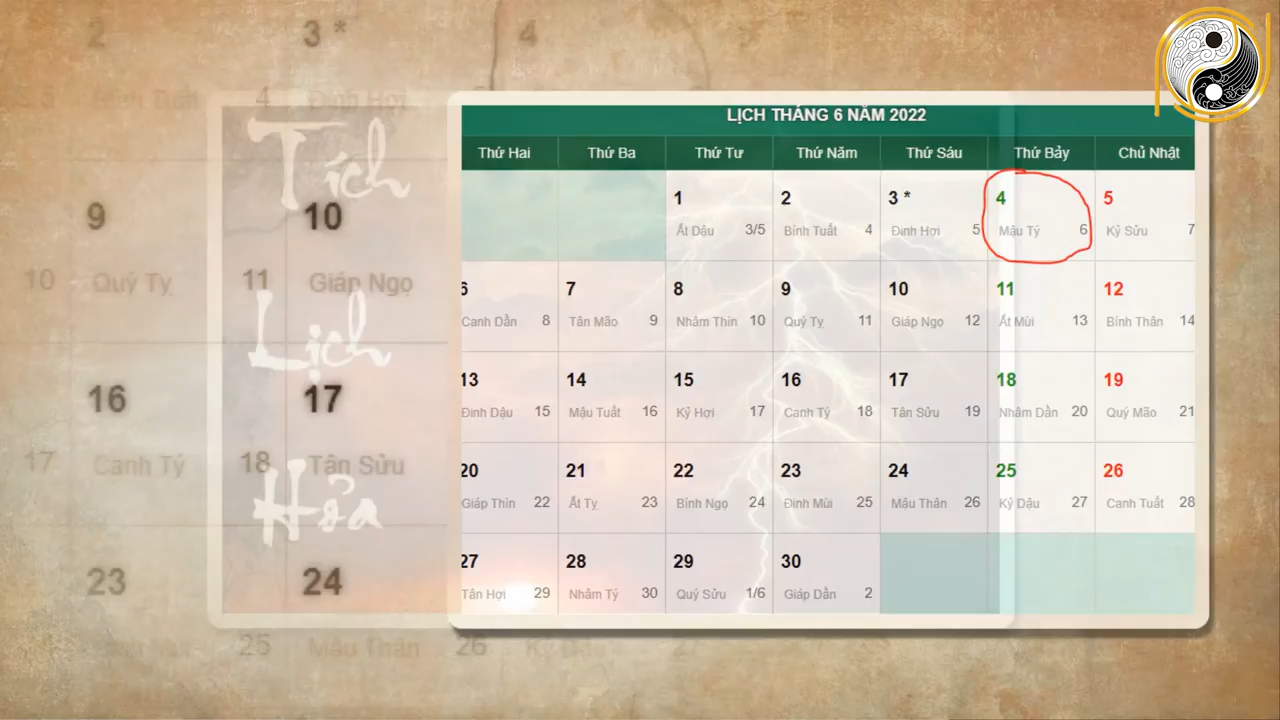 2 3 * 4
4 Đinh Hợi
Tích
9 10
10 Quý Tỵ 11 Giáp Ngọ
Lịch
16 17
17 Canh Tý 18 Tân Sửu
Hỏa
23 24
25 Mậu Thân 26 Kỷ Dậu 27
LỊCH THÁNG 6 NĂM 2022
Thứ Hai Thứ Ba Thứ Tư Thứ Năm Thứ Sáu Thứ Bảy Chủ Nhật
1 2 3 * 4 5
Ất Dậu 3/5 Bính Tuất 4 Đinh Hợi 5 Mậu Tý 6 Kỷ Sửu 7
6 7 8 9 10 11 12
Canh Dần 8 Tân Mão 9 Nhâm Thìn 10 Quý Tỵ 11 Giáp Ngọ 12 Ất Mùi 13 Bính Thân 14
13 14 15 16 17 18 19
Đinh Dậu 15 Mậu Tuất 16 Kỷ Hợi 17 Canh Tý 18 Tân Sửu 19 Nhâm Dần 20 Quý Mão 21
20 21 22 23 24 25 26
Giáp Thìn 22 Ất Tỵ 23 Bính Ngọ 24 Đinh Mùi 25 Mậu Thân 26 Kỷ Dậu 27 Canh Tuất 28
27 28 29 30
Tân Hợi 29 Nhâm Tý 30 Quý Sửu 1/6 Giáp Dần 2